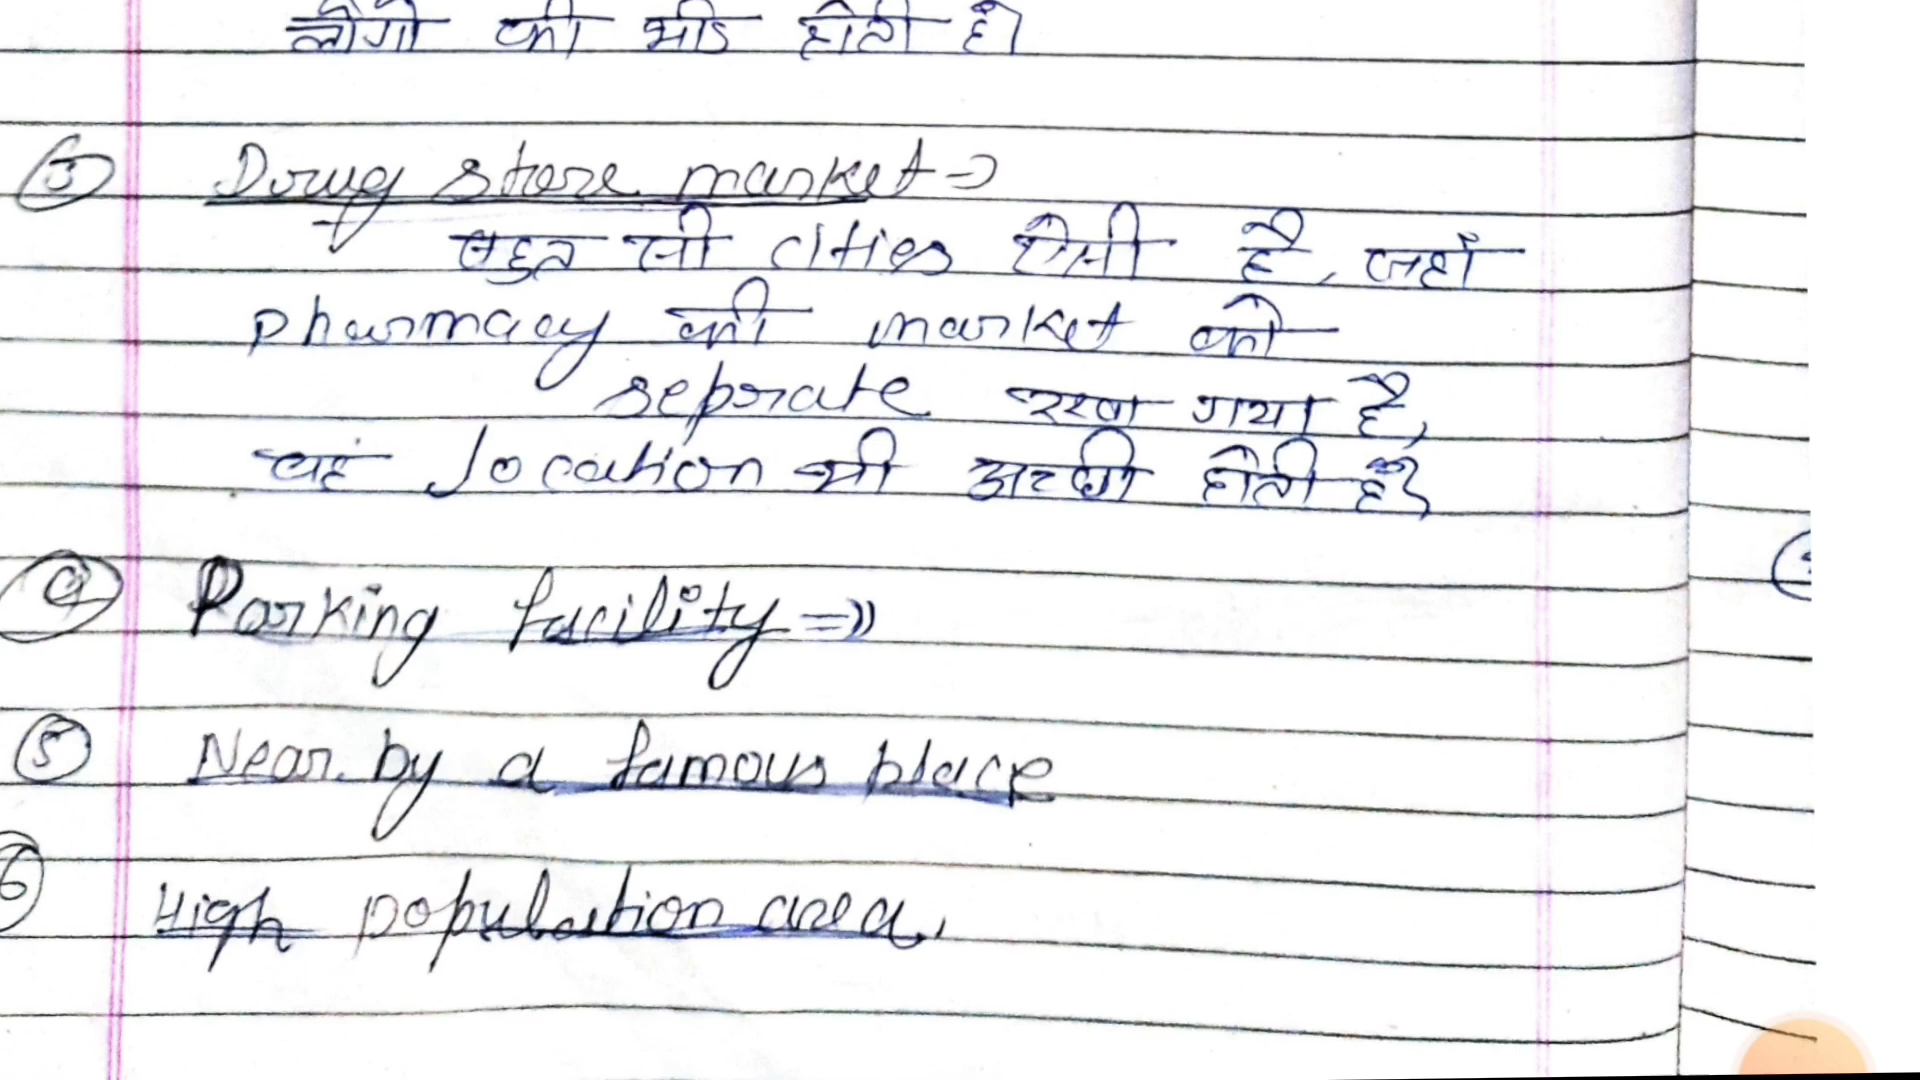 लोगो की भीड होती है।
③ Drug store market ⇒
बहुत सी cities ऐसी है, जहाँ
pharmacy की market को
seprate रखा गया है,
यह location भी अच्छी होती है।
④ Parking facility ⇒
⑤ Near by a famous place
⑥ High population area,